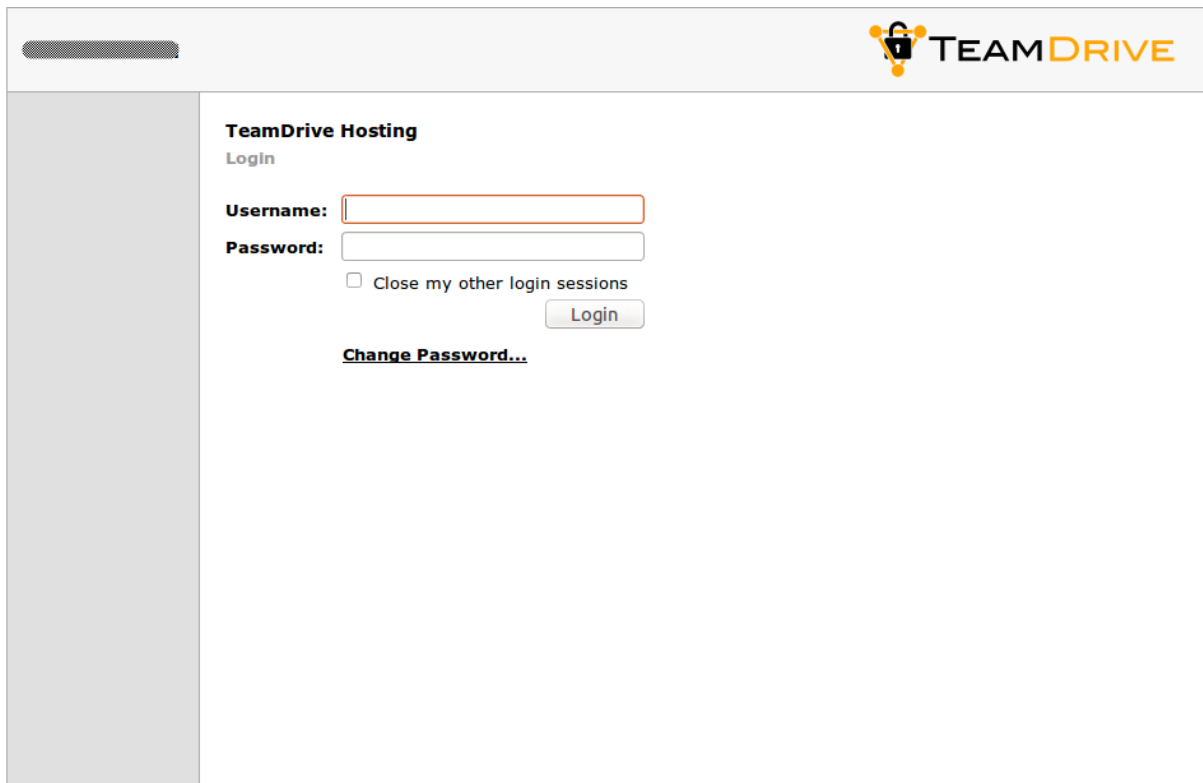 TEAMDRIVE
TeamDrive Hosting
Login
Username:
Password:
Close my other login sessions
Login
Change Password...